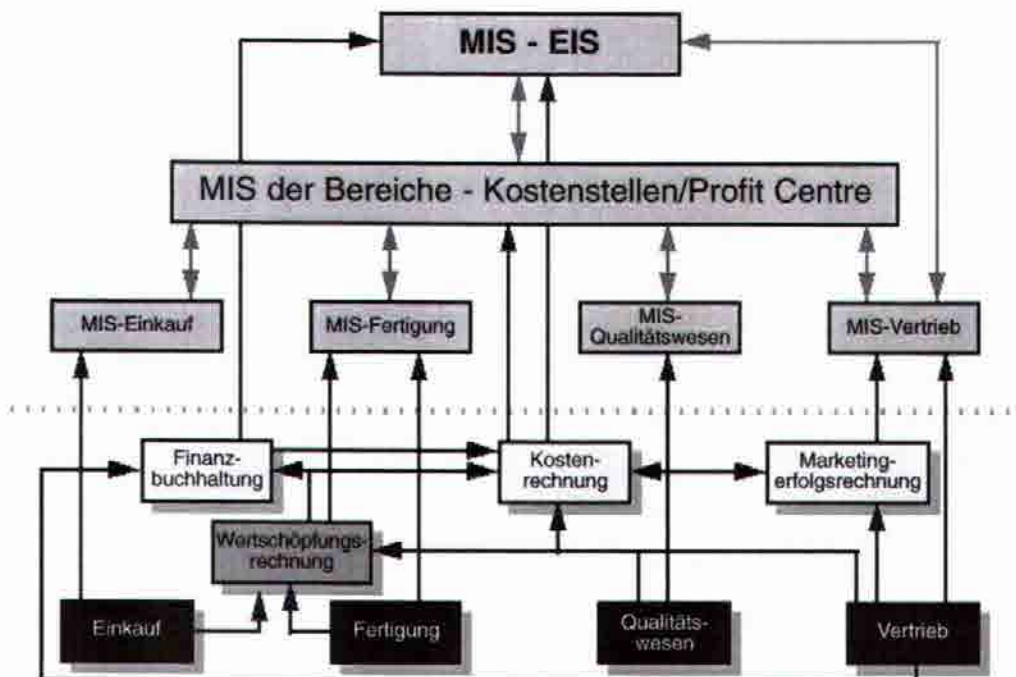 MIS - EIS
MIS der Bereiche - Kostenstellen/Profit Centre
MIS-Einkauf
MIS-Fertigung
MIS-
Qualitätswesen
MIS-Vertrieb
Finanz-
buchhaltung
Kosten-
rechnung
Marketing-
erfolgsrechnung
Wertschöpfungs-
rechnung
Einkauf
Fertigung
Qualitäts-
wesen
Vertrieb